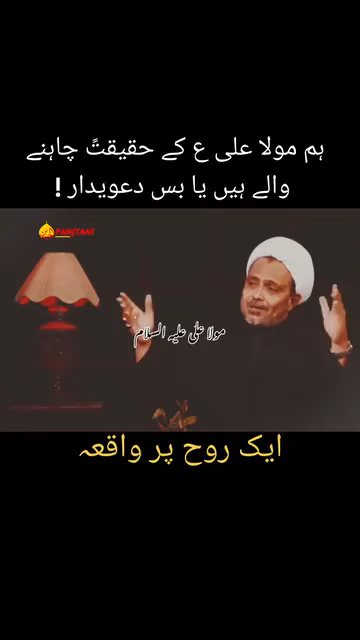 ہم مولا علی ع کے حقیقتً چاہنے
والے ہیں یا بس دعویدار !
PANJTANI
مولا علی علیہ السلام
ایک روح پر واقعہ